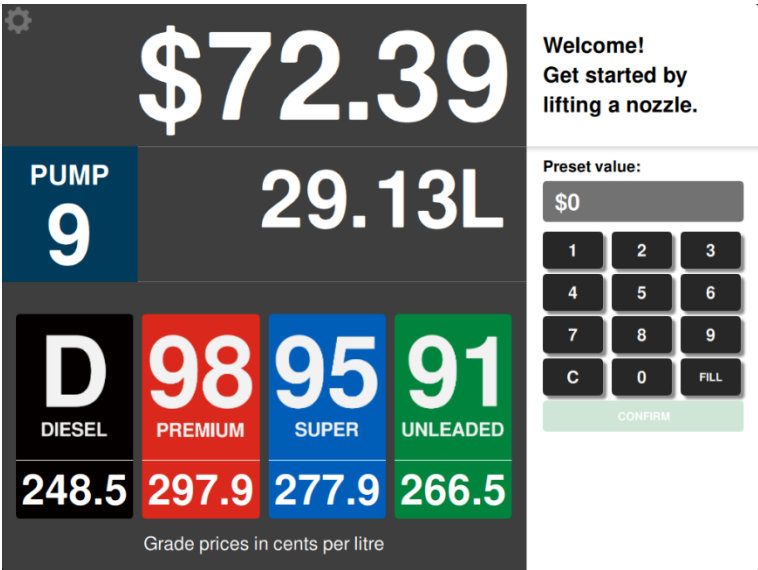 $72.39
PUMP
9
29.13L
D
DIESEL
248.5
98
PREMIUM
297.9
95
SUPER
277.9
91
UNLEADED
266.5
Grade prices in cents per litre
Welcome!
Get started by
lifting a nozzle.
Preset value:
$0
1 2 3
4 5 6
7 8 9
C 0 FILL
CONFIRM